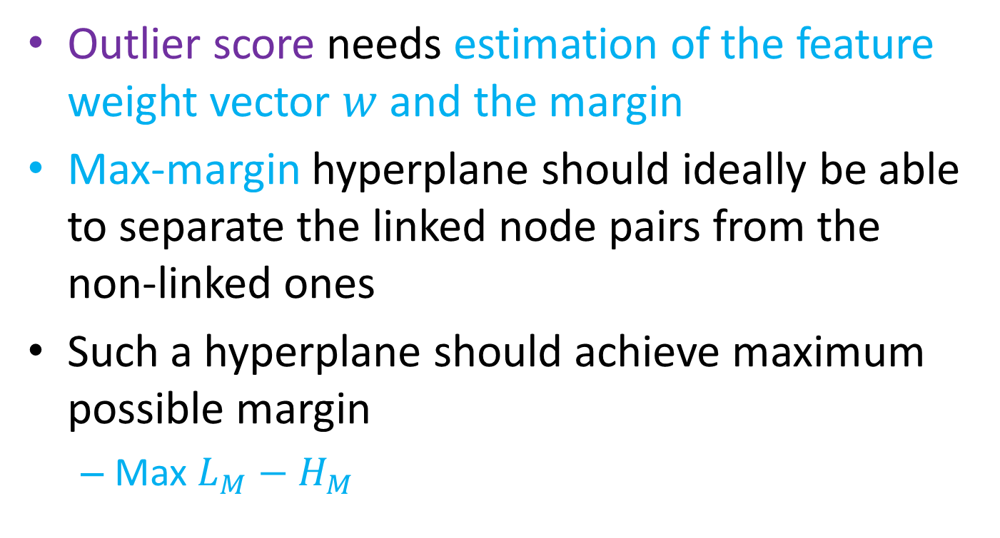 • Outlier score needs estimation of the feature
weight vector w and the margin
• Max-margin hyperplane should ideally be able
to separate the linked node pairs from the
non-linked ones
• Such a hyperplane should achieve maximum
possible margin
– Max L_M − H_M